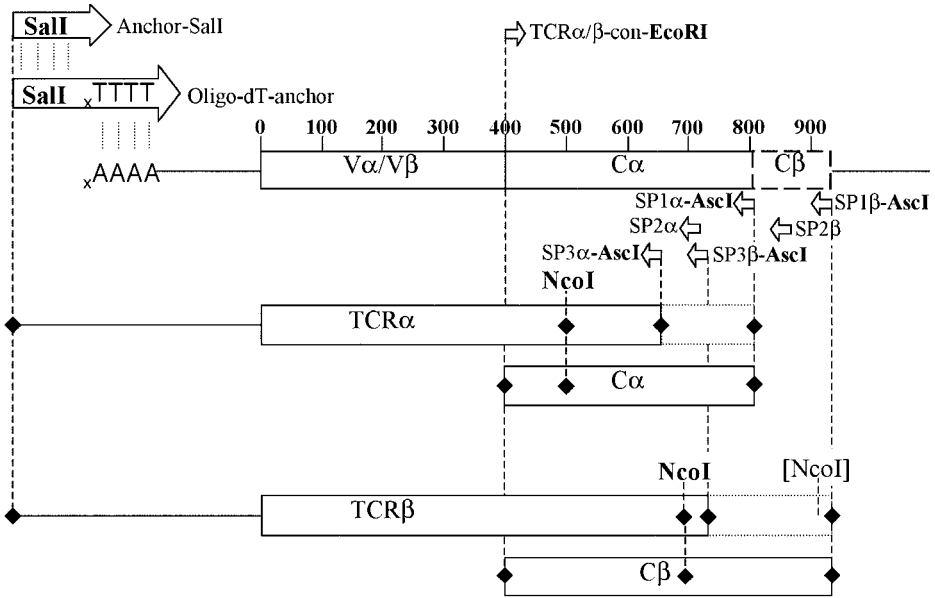 SalI Anchor-SalI
TCRα/β-con-EcoRI
SalI xTTTT Oligo-dT-anchor
0 100 200 300 400 500 600 700 800 900
xAAAA Vα/Vβ Cα Cβ
SP1α-AscI SP1β-AscI
SP2α SP2β
SP3α-AscI SP3β-AscI
NcoI
TCRα
Cα
NcoI [NcoI]
TCRβ
Cβ